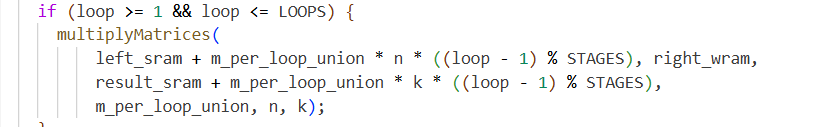 if (loop >= 1 && loop <= LOOPS) {
multiplyMatrices(
left_sram + m_per_loop_union * n * ((loop - 1) % STAGES), right_wram,
result_sram + m_per_loop_union * k * ((loop - 1) % STAGES),
m_per_loop_union, n, k);
}